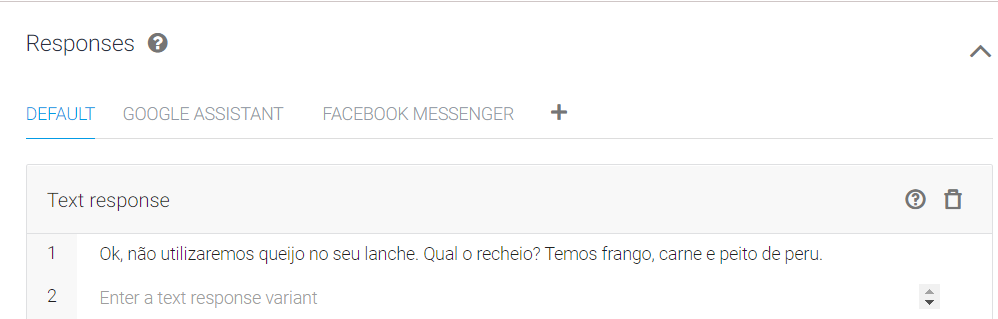 Responses
DEFAULT GOOGLE ASSISTANT FACEBOOK MESSENGER +
Text response
1 Ok, não utilizaremos queijo no seu lanche. Qual o recheio? Temos frango, carne e peito de peru.
2 Enter a text response variant